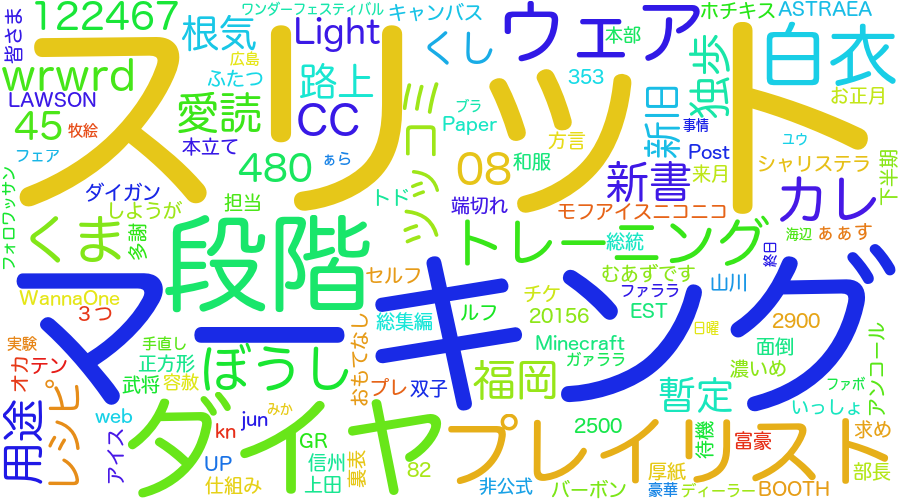 ワンダーフェスティバル
キャンバス
ホチキス
ASTRAEA
皆さま
122467
根気
Light
くし
ウェア
本部
白衣
スリット
wrwrd
広島
ふたつ
路上
353
独歩
お正月
LAWSON
愛読
CC
ツッコミ
プラ
Paper
方言
新旧
事情
ユウ
45
牧絵
本立て
480
ぁら
08
和服
Post
シャリステラ
フェア
ダイガン
トド
端切れ
新書
来月
カレ
下半期
フォロワッサン
くま
しようが
多謝
担当
モフアイスニコニコ
海辺
ぁぁす
段階
トレーニング
総統
終日
WannaOne
セルフ
むあずです
マーキング
3つ
チケ
ファララ
山川
総集編
ルフ
20156
EST
2900
実験
手直し
正方形
ぼうし
おもてなし
Minecraft
ガァララ
日曜
面倒
アンコール
オカ
テン
武将
容赦
プレ
双子
福岡
暫定
濃いめ
ファボ
いっしょ
用途
レシピ
web
アイス
ダイヤ
みか
jun
kn
GR
プレイリスト
2500
待機
富豪
求め
UP
信州
裏表
82
厚紙
部長
仕組み
上田
非公式
バーボン
豪華
ディーラー
BOOTH